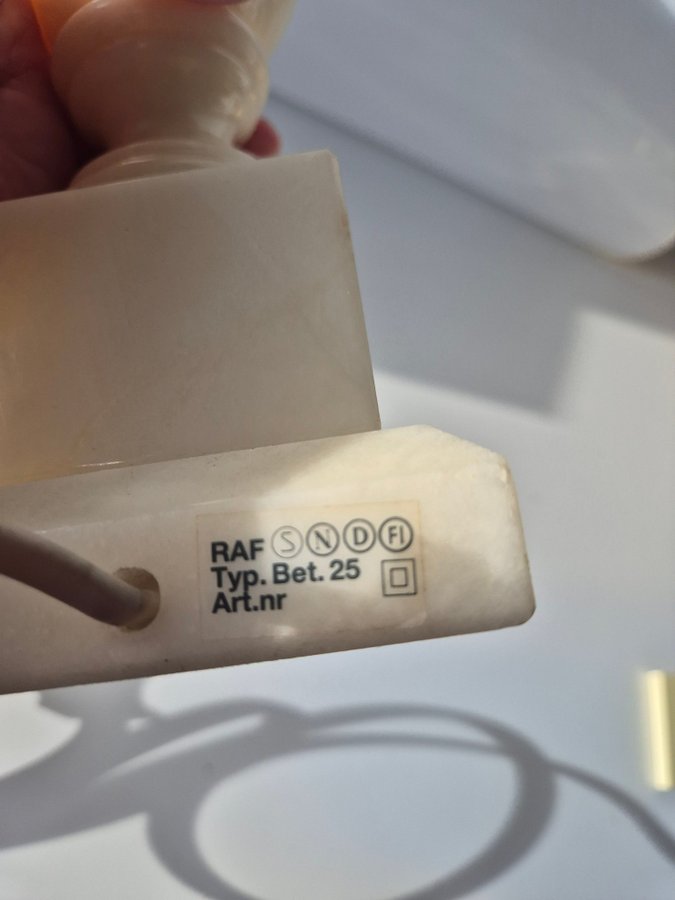 RAF S N D FI
Typ. Bet. 25
Art.nr